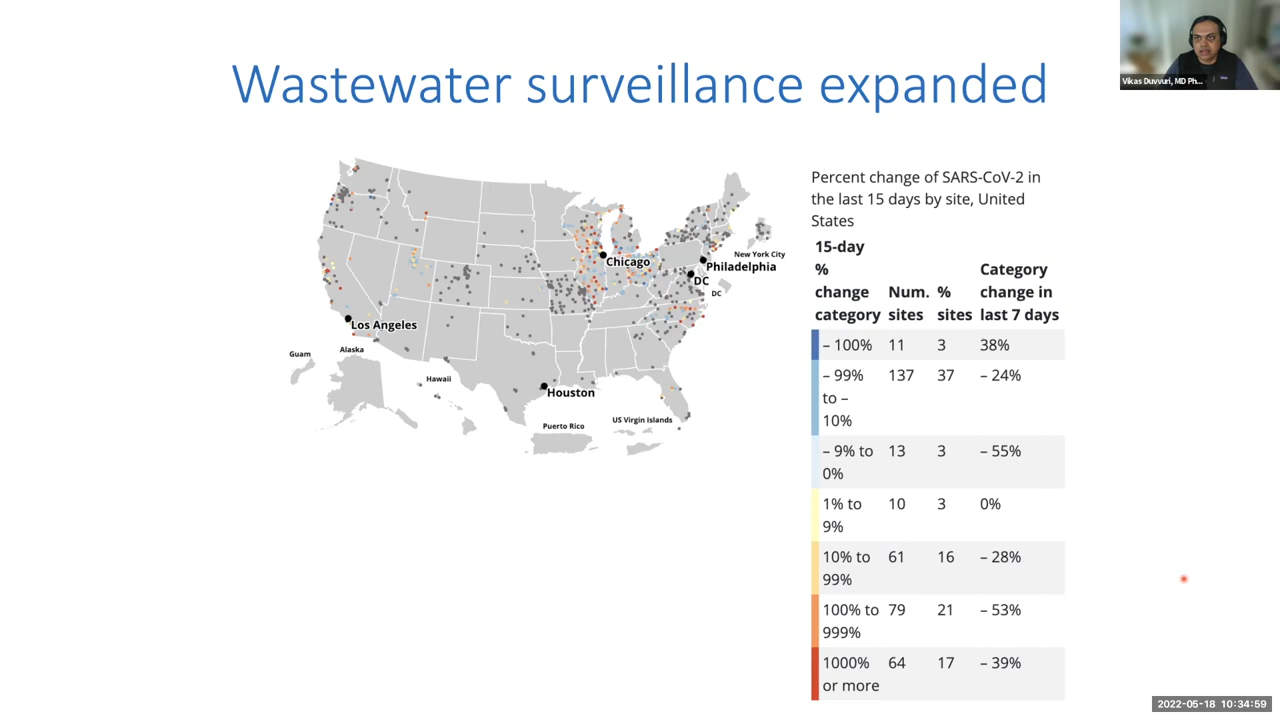 Vikas Duvvuri, MD Ph...
Wastewater surveillance expanded
New York City
Chicago
Philadelphia
DC
DC
Los Angeles
Guam
Alaska
Hawaii
Houston
US Virgin Islands
Puerto Rico
Percent change of SARS-CoV-2 in
the last 15 days by site, United
States
15-day
% Category
change Num. % change in
category sites sites last 7 days
– 100% 11 3 38%
– 99% 137 37 – 24%
to –
10%
– 9% to 13 3 – 55%
0%
1% to 10 3 0%
9%
10% to 61 16 – 28%
99%
100% to 79 21 – 53%
999%
1000% 64 17 – 39%
or more
2022-05-18 10:34:59